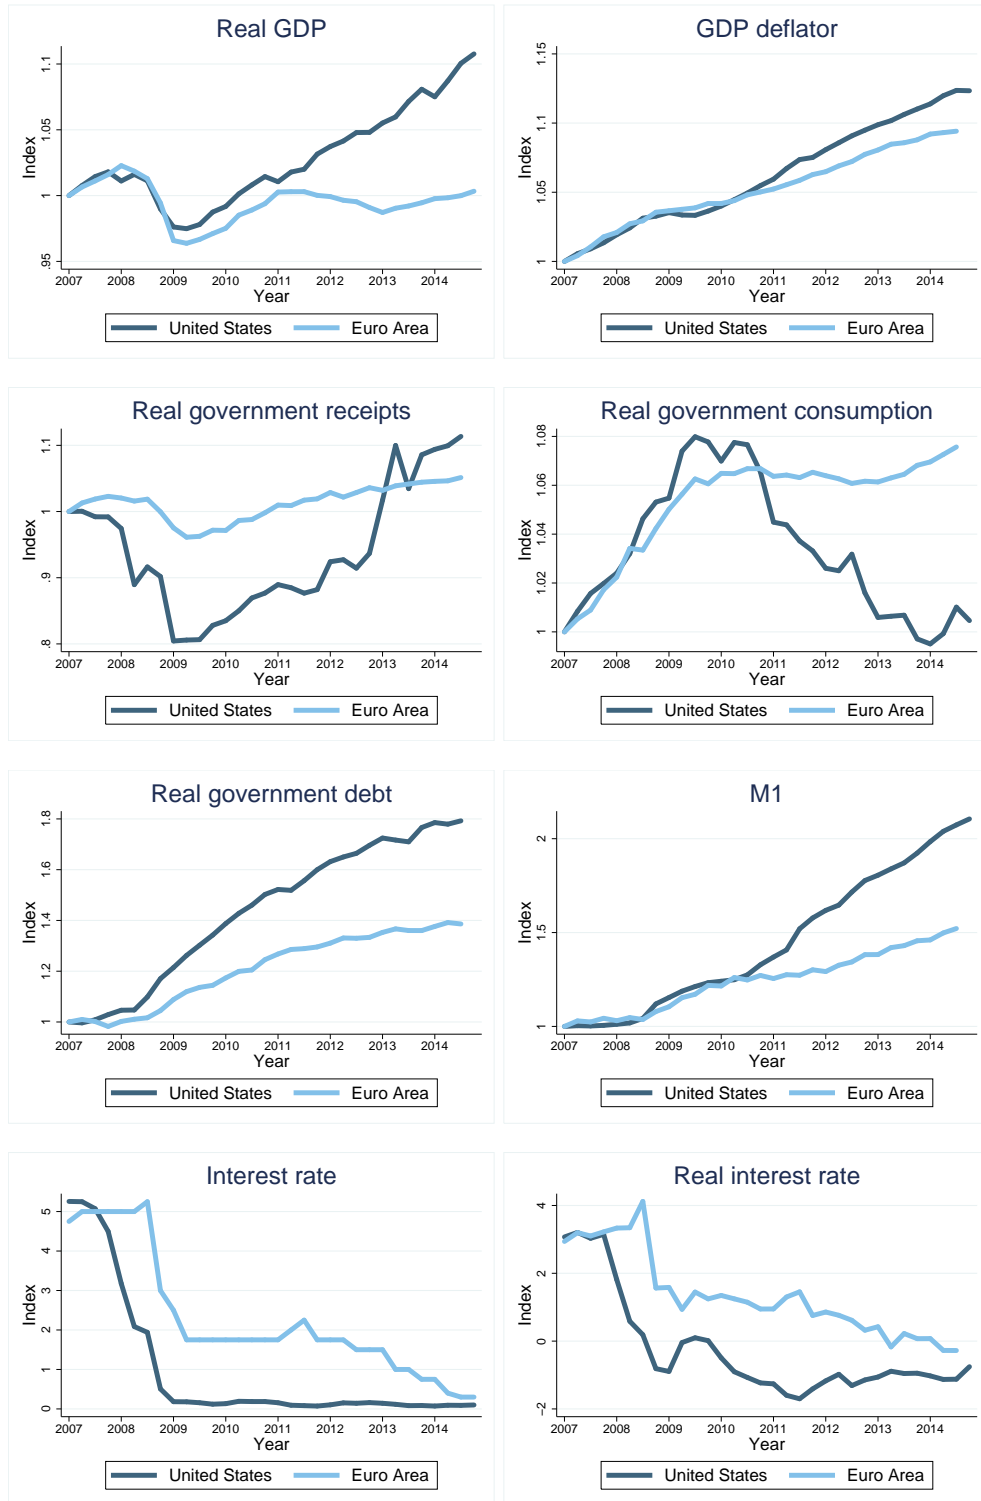 Real GDP
Index
1.1
1.05
1
.95
2007 2008 2009 2010 2011 2012 2013 2014
Year
United States Euro Area
GDP deflator
Index
1.15
1.1
1.05
1
2007 2008 2009 2010 2011 2012 2013 2014
Year
United States Euro Area
Real government receipts
Index
1.1
1
.9
.8
2007 2008 2009 2010 2011 2012 2013 2014
Year
United States Euro Area
Real government consumption
Index
1.08
1.06
1.04
1.02
1
2007 2008 2009 2010 2011 2012 2013 2014
Year
United States Euro Area
Real government debt
Index
1.8
1.6
1.4
1.2
1
2007 2008 2009 2010 2011 2012 2013 2014
Year
United States Euro Area
M1
Index
2
1.5
1
2007 2008 2009 2010 2011 2012 2013 2014
Year
United States Euro Area
Interest rate
Index
5
4
3
2
1
0
2007 2008 2009 2010 2011 2012 2013 2014
Year
United States Euro Area
Real interest rate
Index
4
2
0
−2
2007 2008 2009 2010 2011 2012 2013 2014
Year
United States Euro Area